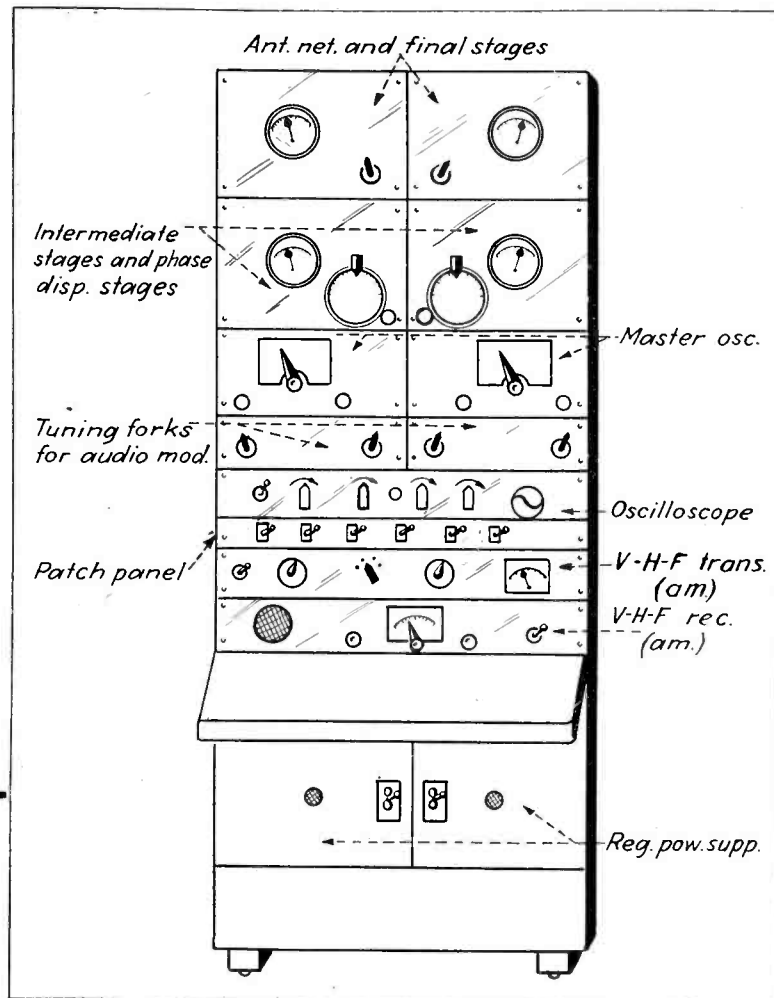 Ant. net. and final stages
Intermediate
stages and phase
disp. stages
Master osc.
Tuning forks
for audio mod.
Oscilloscope
Patch panel
V-H-F trans.
(am)
V-H-F rec.
(am.)
Reg. pow. supp.